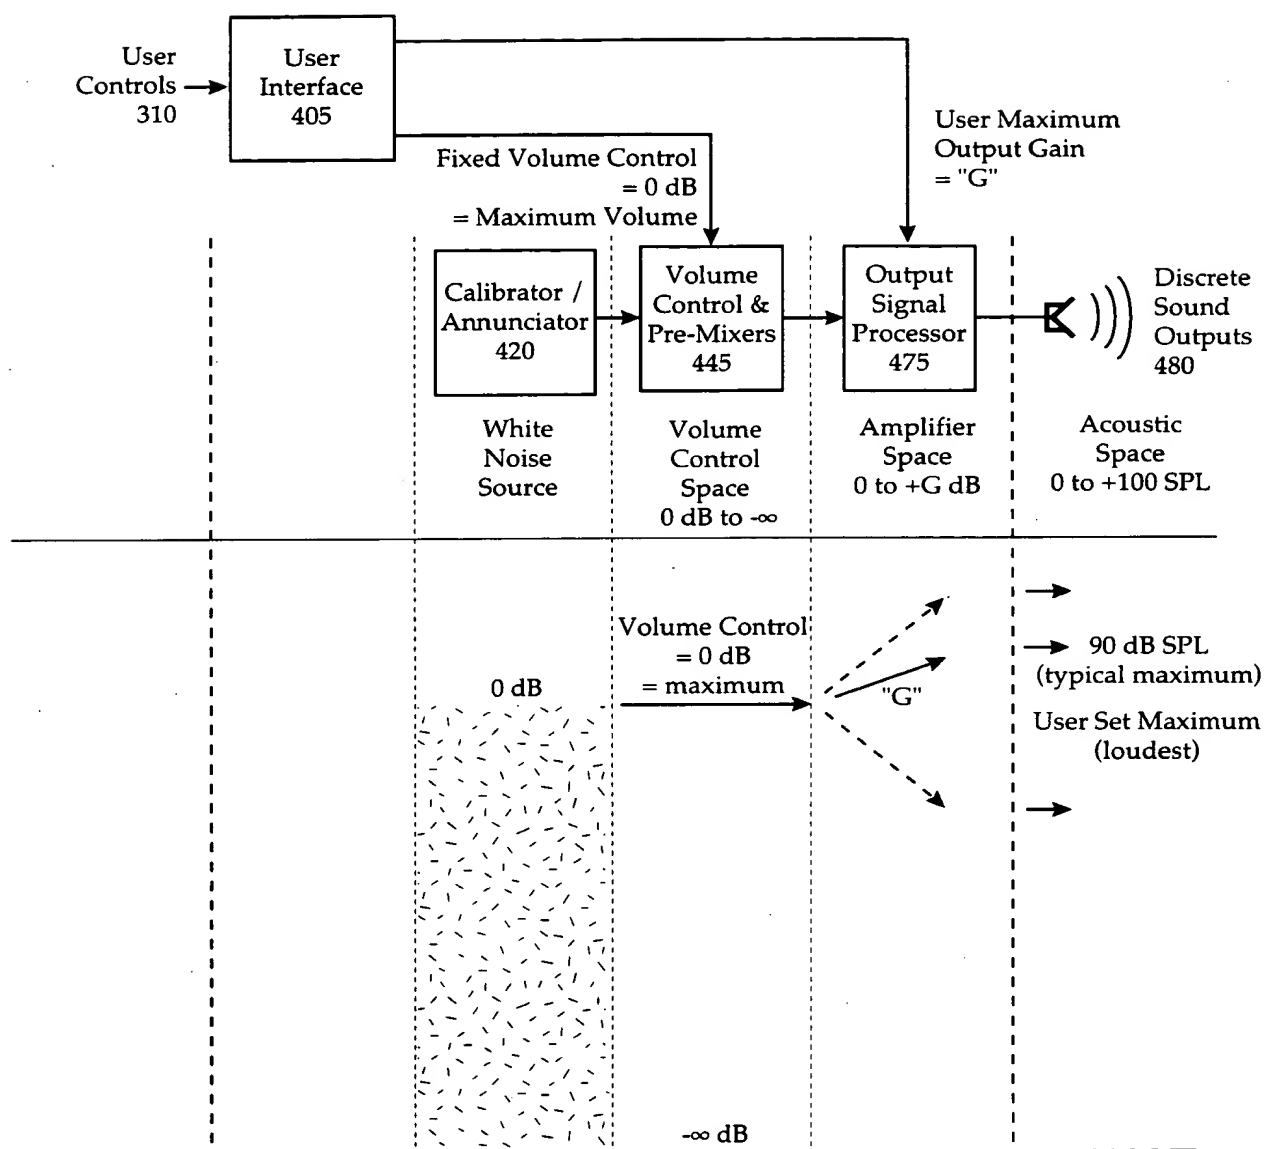 User
Controls
310
User
Interface
405
Fixed Volume Control
= 0 dB
= Maximum Volume
User Maximum
Output Gain
= "G"
Calibrator /
Annunciator
420
Volume
Control &
Pre-Mixers
445
Output
Signal
Processor
475
Discrete
Sound
Outputs
480
White
Noise
Source
Volume
Control
Space
0 dB to -∞
Amplifier
Space
0 to +G dB
Acoustic
Space
0 to +100 SPL
0 dB
Volume Control
= 0 dB
= maximum
"G"
90 dB SPL
(typical maximum)
User Set Maximum
(loudest)
-∞ dB